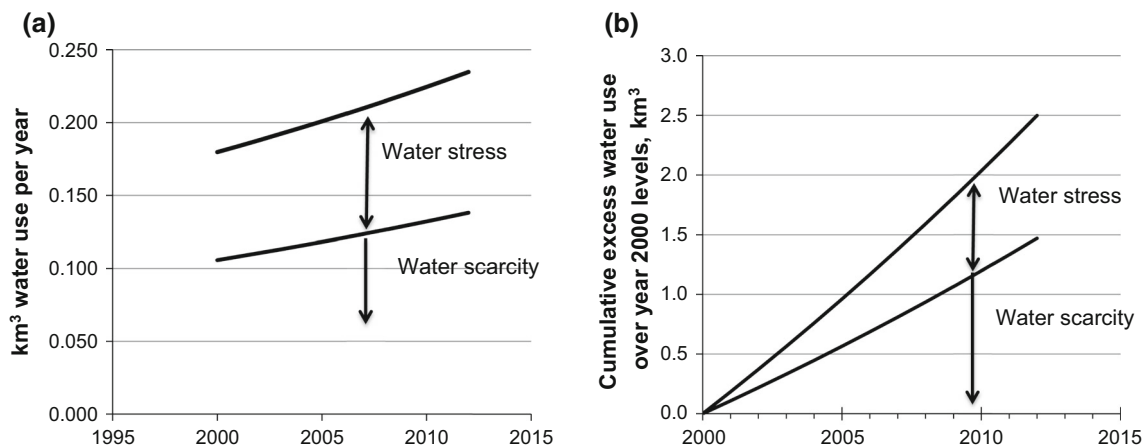 (a)
km³ water use per year
0.250
0.200
0.150
0.100
0.050
0.000
Water stress
Water scarcity
1995 2000 2005 2010 2015
(b)
Cumulative excess water use
over year 2000 levels, km³
3.0
2.5
2.0
1.5
1.0
0.5
0.0
Water stress
Water scarcity
2000 2005 2010 2015